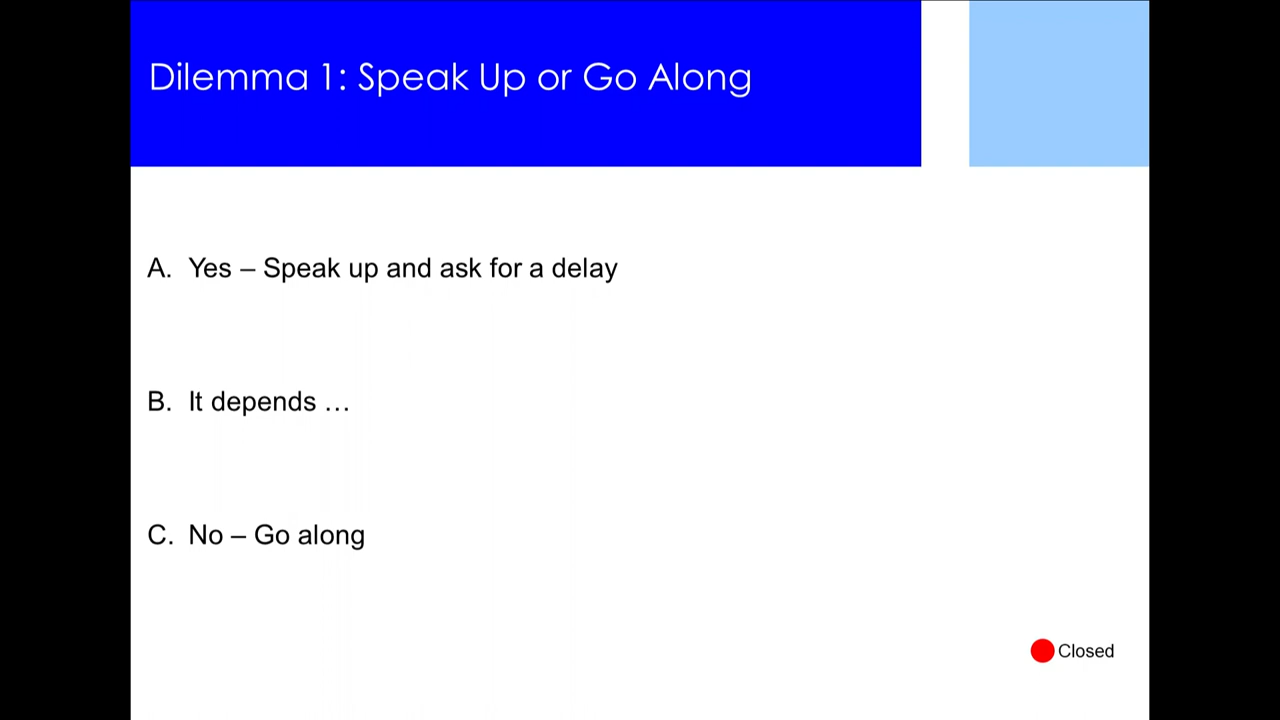 Dilemma 1: Speak Up or Go Along
A. Yes – Speak up and ask for a delay
B. It depends …
C. No – Go along
Closed